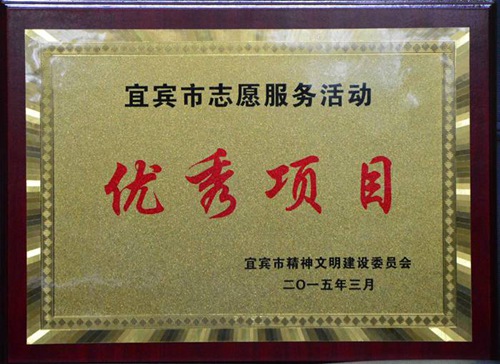 宜宾市志愿服务活动
优秀项目
宜宾市精神文明建设委员会
二〇一五年三月